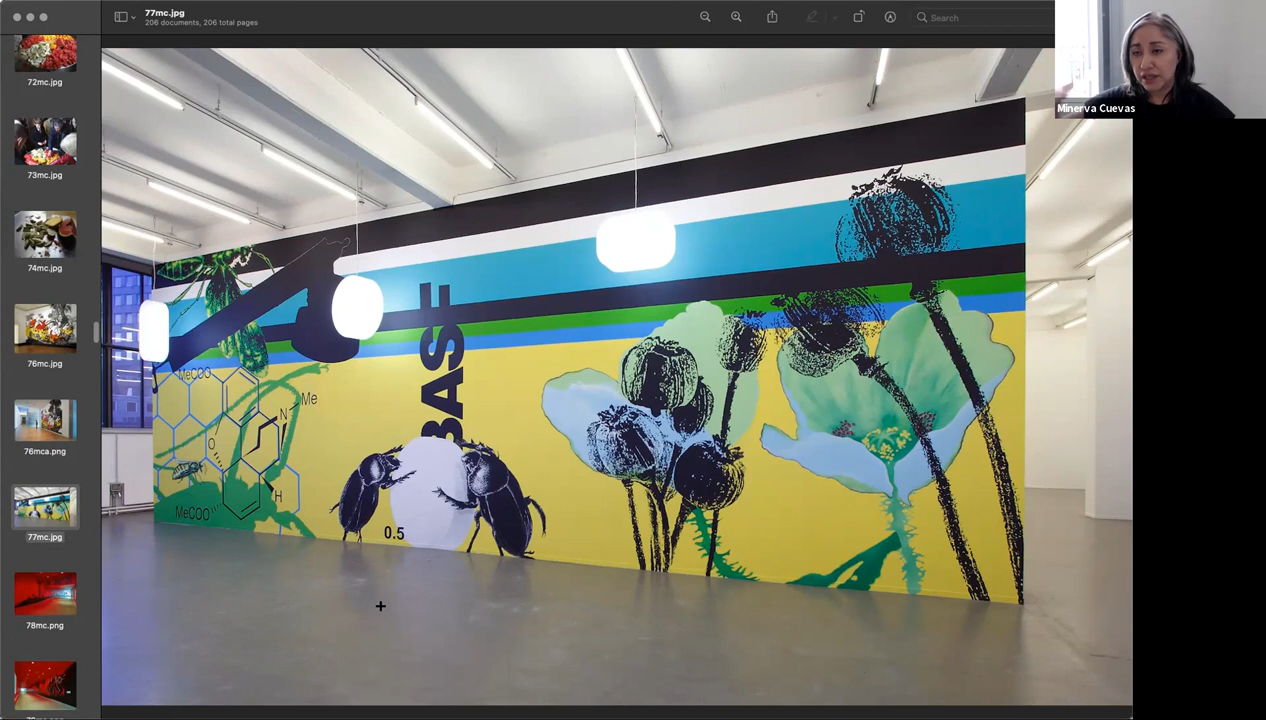 77mc.jpg
206 documents, 206 total pages
Search
Minerva Cuevas
72mc.jpg
73mc.jpg
74mc.jpg
76mc.jpg
76mca.png
77mc.jpg
78mc.png
BASF
MeCOO
N
Me
O
H
MeCOO
0.5